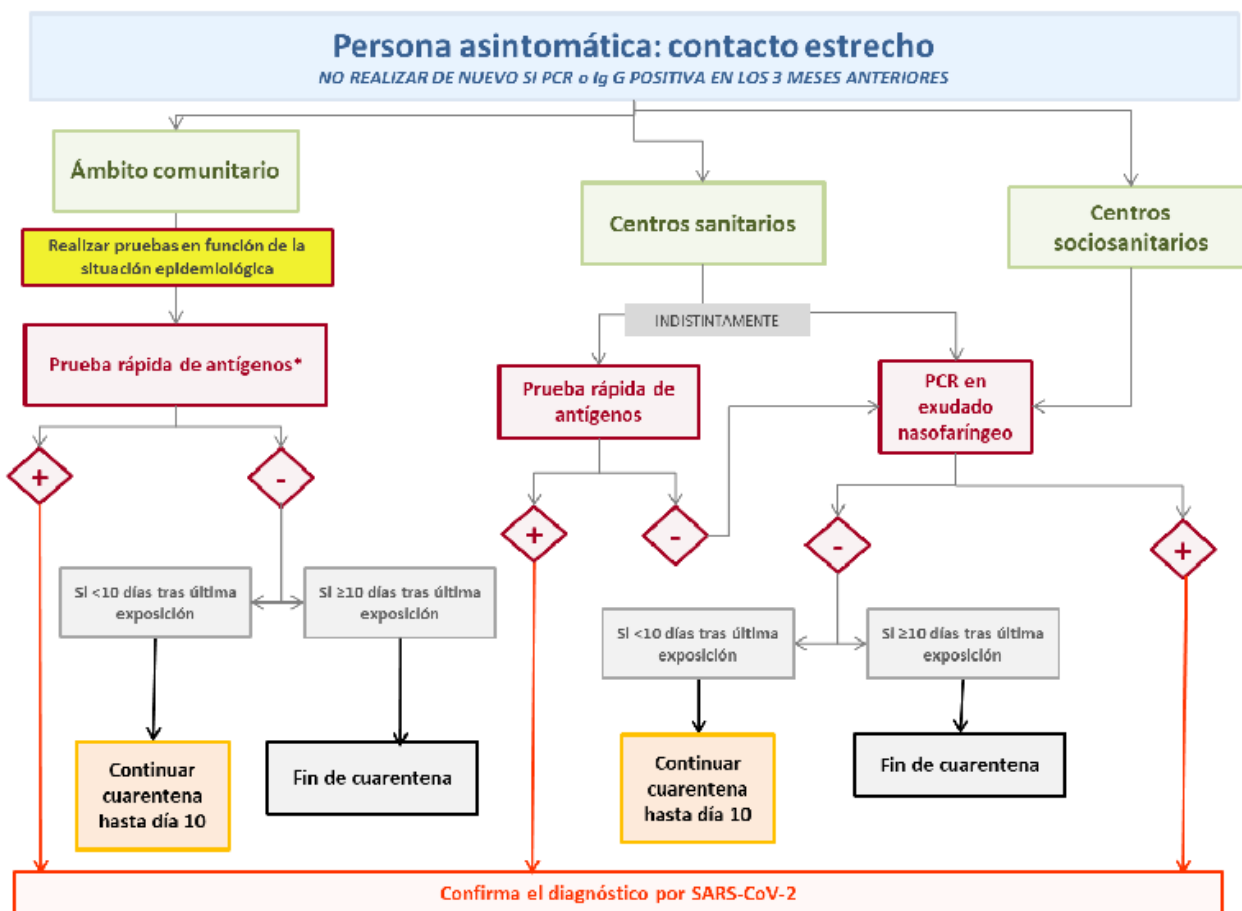 Persona asintomática: contacto estrecho
NO REALIZAR DE NUEVO SI PCR o Ig G POSITIVA EN LOS 3 MESES ANTERIORES
Ámbito comunitario
Realizar pruebas en función de la
situación epidemiológica
Prueba rápida de antígenos*
+
-
Si <10 días tras última
exposición
Si ≥10 días tras última
exposición
Continuar
cuarentena
hasta día 10
Fin de cuarentena
Centros sanitarios
INDISTINTAMENTE
Prueba rápida de
antígenos
+
-
Centros
sociosanitarios
PCR en
exudado
nasofaríngeo
-
+
Si <10 días tras última
exposición
Si ≥10 días tras última
exposición
Continuar
cuarentena
hasta día 10
Fin de cuarentena
Confirma el diagnóstico por SARS-CoV-2